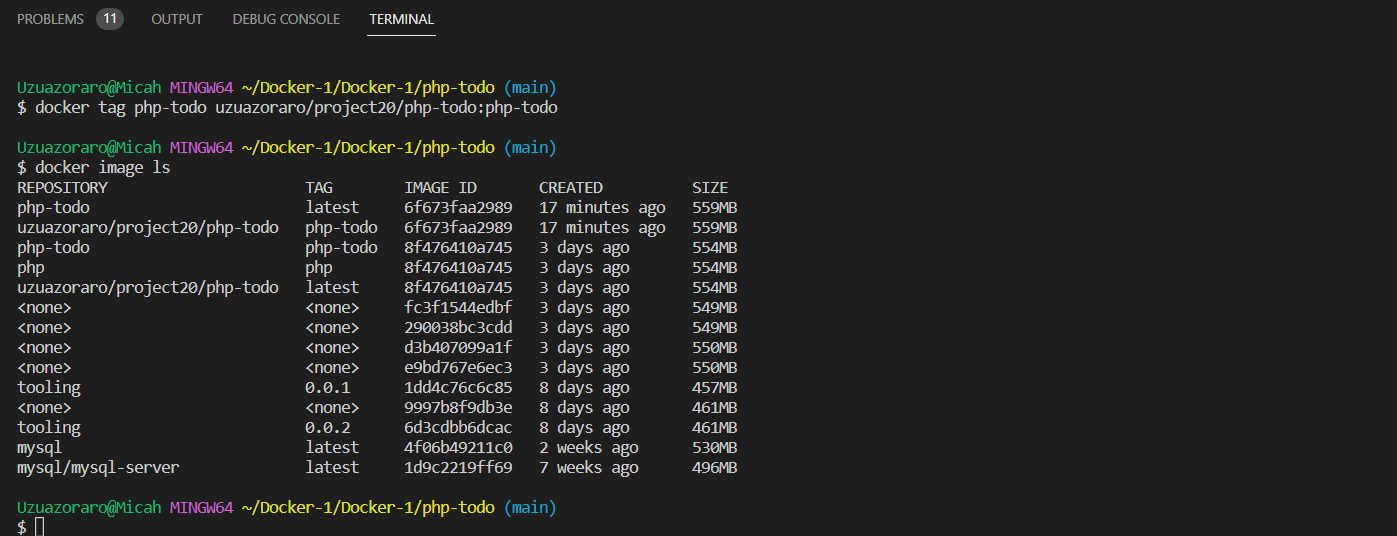 PROBLEMS 11 OUTPUT DEBUG CONSOLE TERMINAL
Uzuazoraro@Micah MINGW64 ~/Docker-1/Docker-1/php-todo (main)
$ docker tag php-todo uzuazoraro/project20/php-todo:php-todo
Uzuazoraro@Micah MINGW64 ~/Docker-1/Docker-1/php-todo (main)
$ docker image ls
REPOSITORY TAG IMAGE ID CREATED SIZE
php-todo latest 6f673faa2989 17 minutes ago 559MB
uzuazoraro/project20/php-todo php-todo 6f673faa2989 17 minutes ago 559MB
php-todo php-todo 8f476410a745 3 days ago 554MB
php php 8f476410a745 3 days ago 554MB
uzuazoraro/project20/php-todo latest 8f476410a745 3 days ago 554MB
<none> <none> fc3f1544edbf 3 days ago 549MB
<none> <none> 290038bc3cdd 3 days ago 549MB
<none> <none> d3b407099a1f 3 days ago 550MB
<none> <none> e9bd767e6ec3 3 days ago 550MB
tooling 0.0.1 1dd4c76c6c85 8 days ago 457MB
<none> <none> 9997b8f9db3e 8 days ago 461MB
tooling 0.0.2 6d3cdbb6dcac 8 days ago 461MB
mysql latest 4f06b49211c0 2 weeks ago 530MB
mysql/mysql-server latest 1d9c2219ff69 7 weeks ago 496MB
Uzuazoraro@Micah MINGW64 ~/Docker-1/Docker-1/php-todo (main)
$